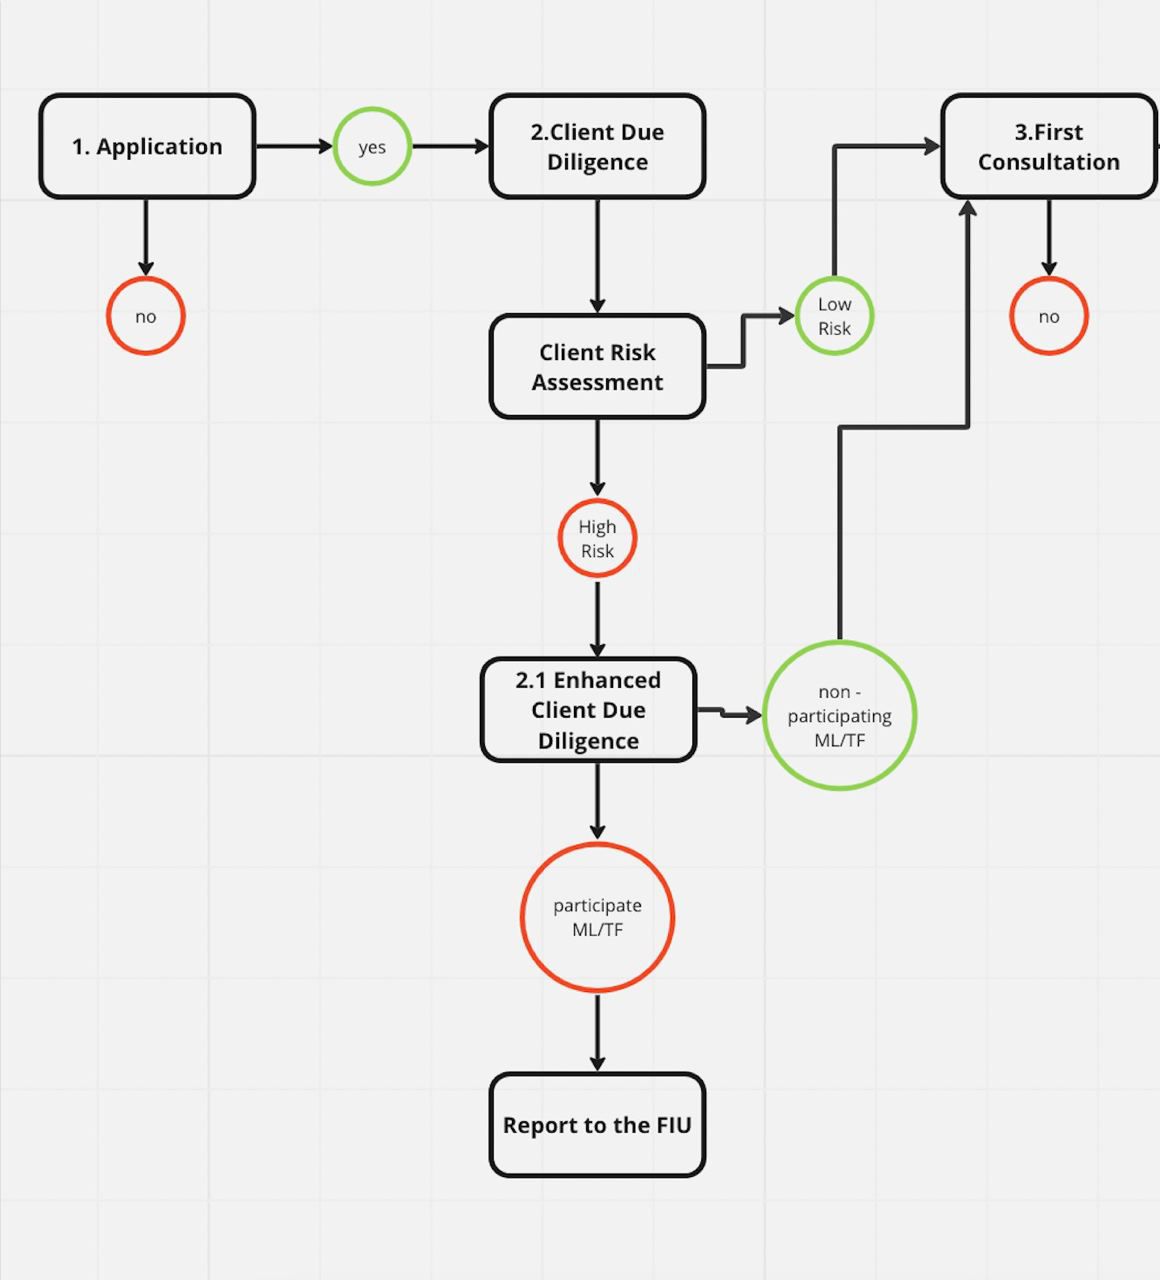 1. Application
yes
2.Client Due
Diligence
3.First
Consultation
no
Low
Risk
no
Client Risk
Assessment
High
Risk
2.1 Enhanced
Client Due
Diligence
non -
participating
ML/TF
participate
ML/TF
Report to the FIU